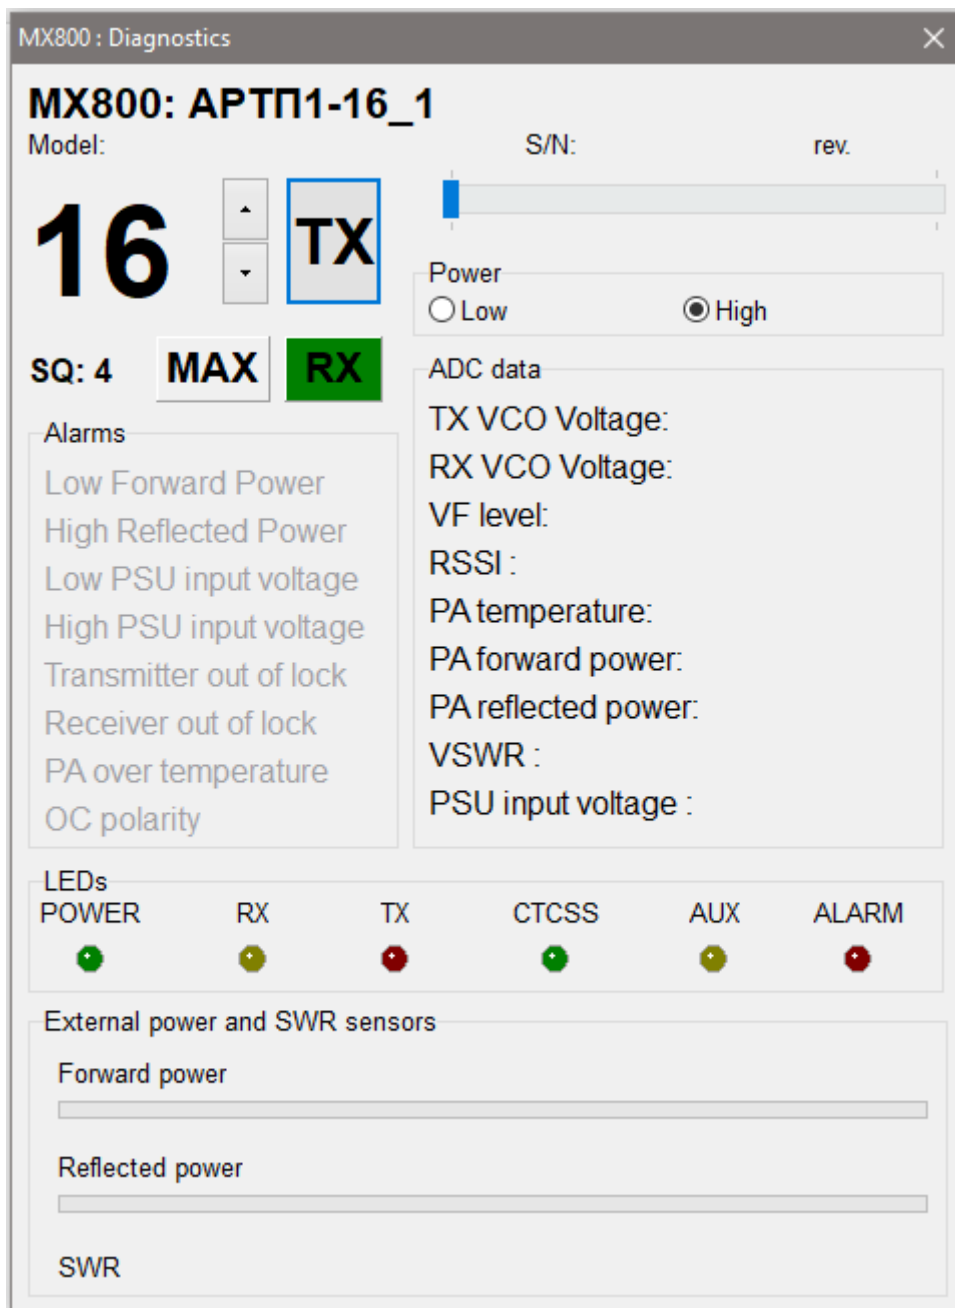 MX800 : Diagnostics
MX800: АРТП1-16_1
Model:
S/N:
rev.
16
TX
Power
Low
High
SQ: 4
MAX
RX
Alarms
Low Forward Power
High Reflected Power
Low PSU input voltage
High PSU input voltage
Transmitter out of lock
Receiver out of lock
PA over temperature
OC polarity
ADC data
TX VCO Voltage:
RX VCO Voltage:
VF level:
RSSI :
PA temperature:
PA forward power:
PA reflected power:
VSWR :
PSU input voltage :
LEDs
POWER RX TX CTCSS AUX ALARM
External power and SWR sensors
Forward power
Reflected power
SWR